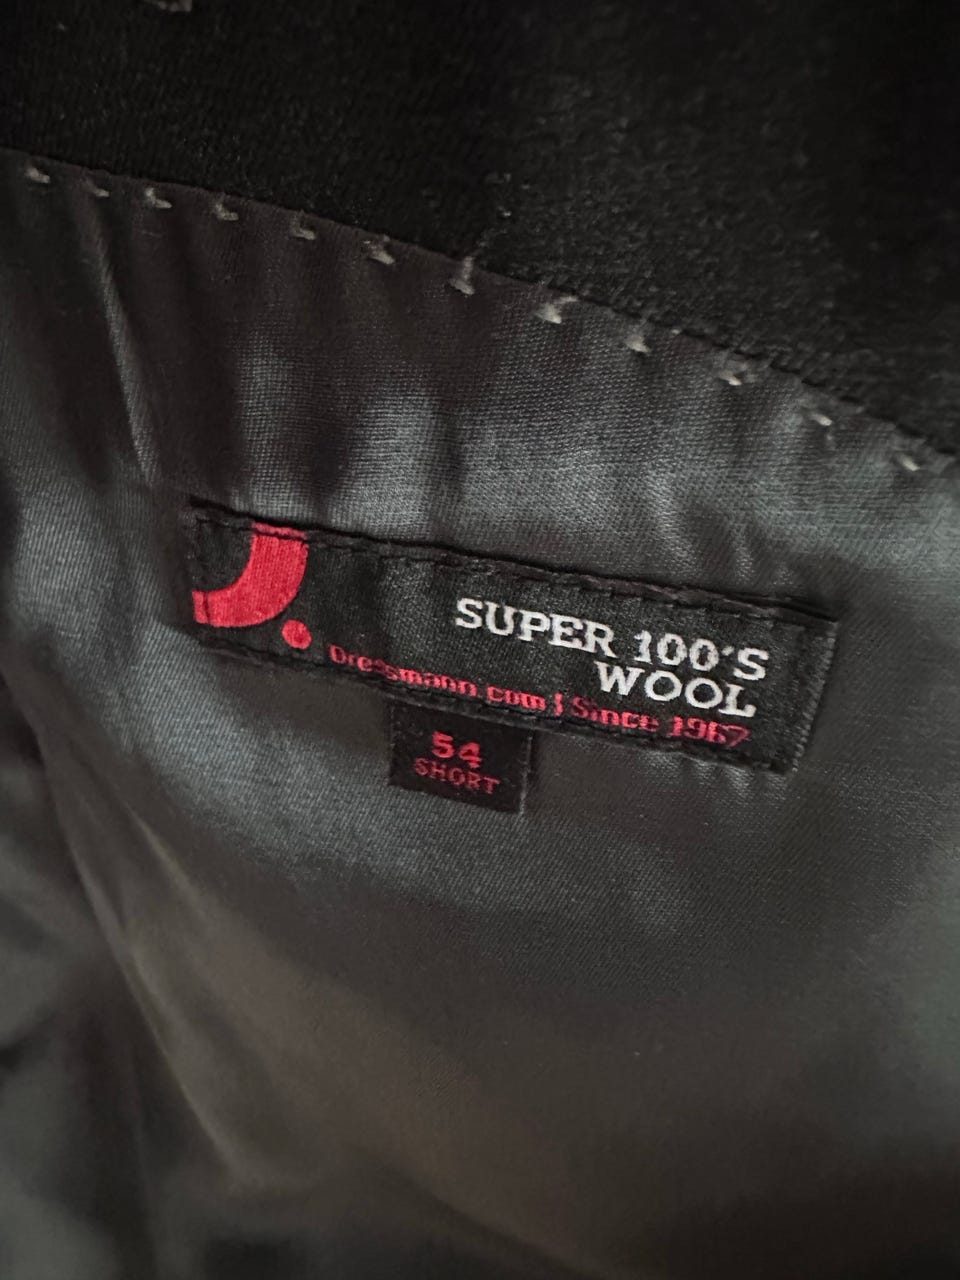 J.
SUPER 100'S
WOOL
Dressmann.com | Since 1967
54
SHORT